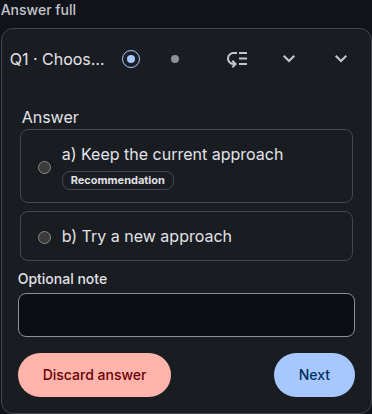 Answer full
Q1 · Choos...
Answer
a) Keep the current approach
Recommendation
b) Try a new approach
Optional note
Discard answer
Next